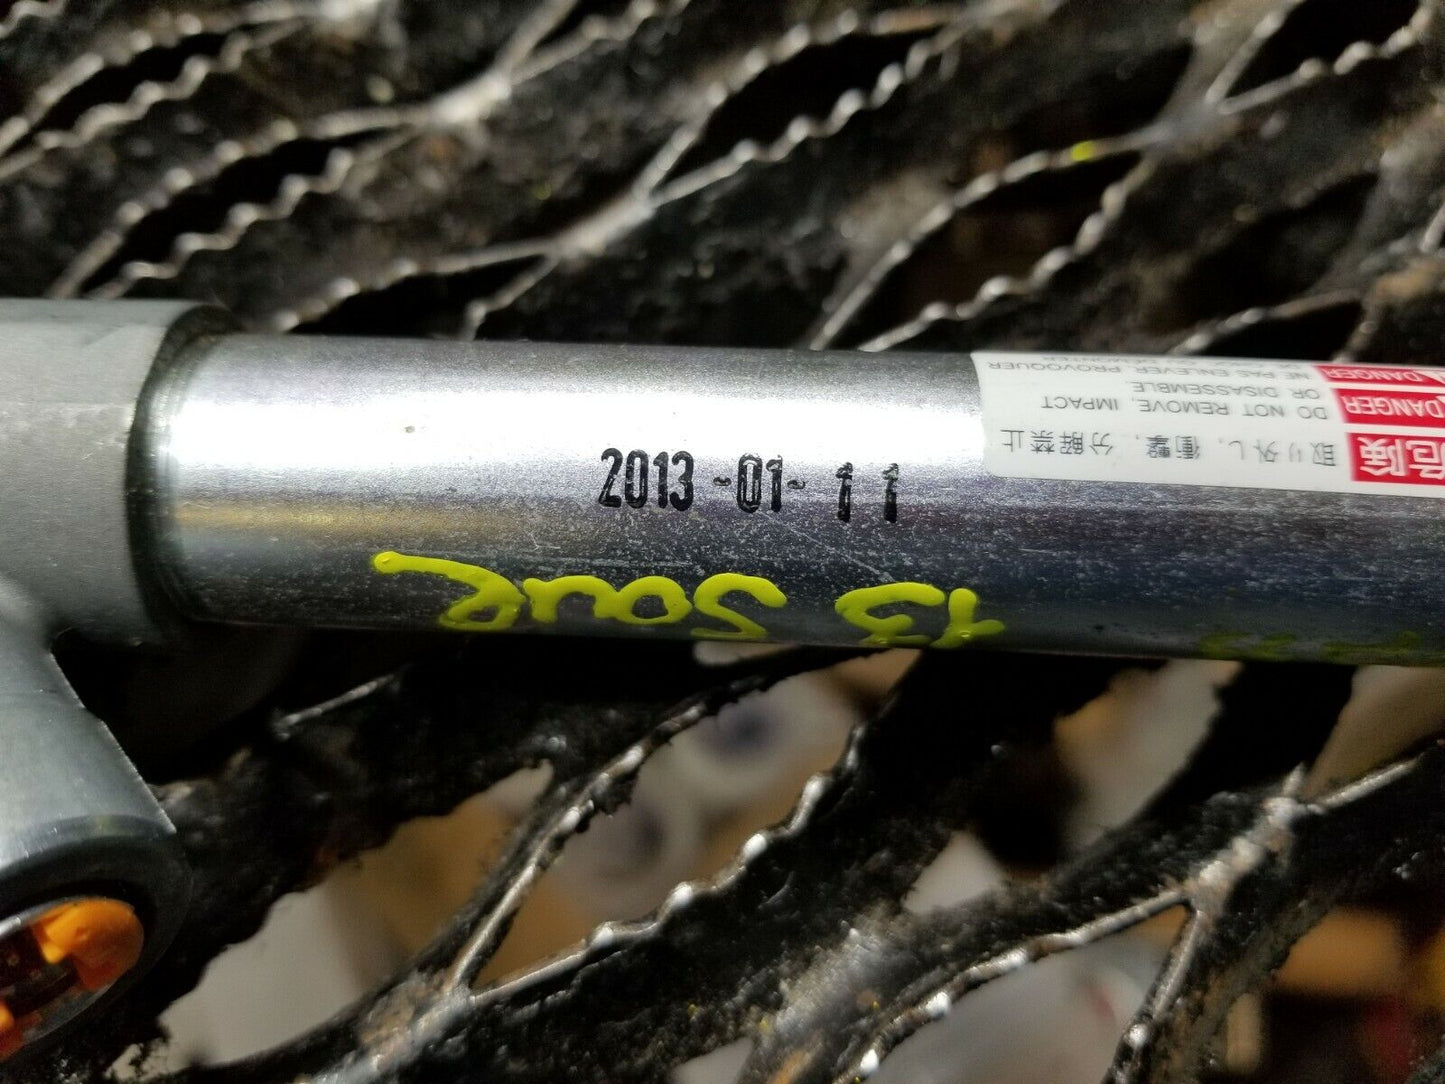 2013-01-11
13 Soul
危険 取り外し、衝撃、分解禁止
DANGER DO NOT REMOVE, IMPACT
OR DISASSEMBLE.
DANGER NE PAS ENLEVER, PROVOQUER